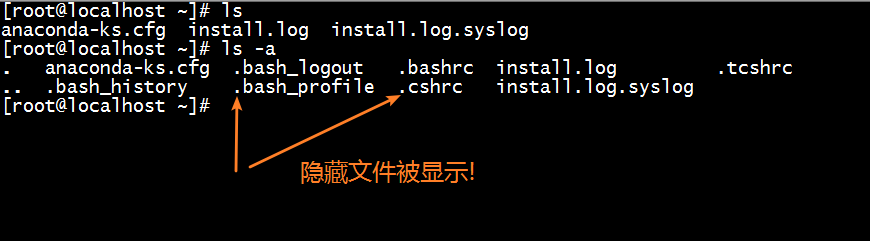 [root@localhost ~]# ls
anaconda-ks.cfg  install.log  install.log.syslog
[root@localhost ~]# ls -a
.   anaconda-ks.cfg  .bash_logout   .bashrc  install.log         .tcshrc
..  .bash_history    .bash_profile  .cshrc   install.log.syslog
[root@localhost ~]#
隐藏文件被显示!